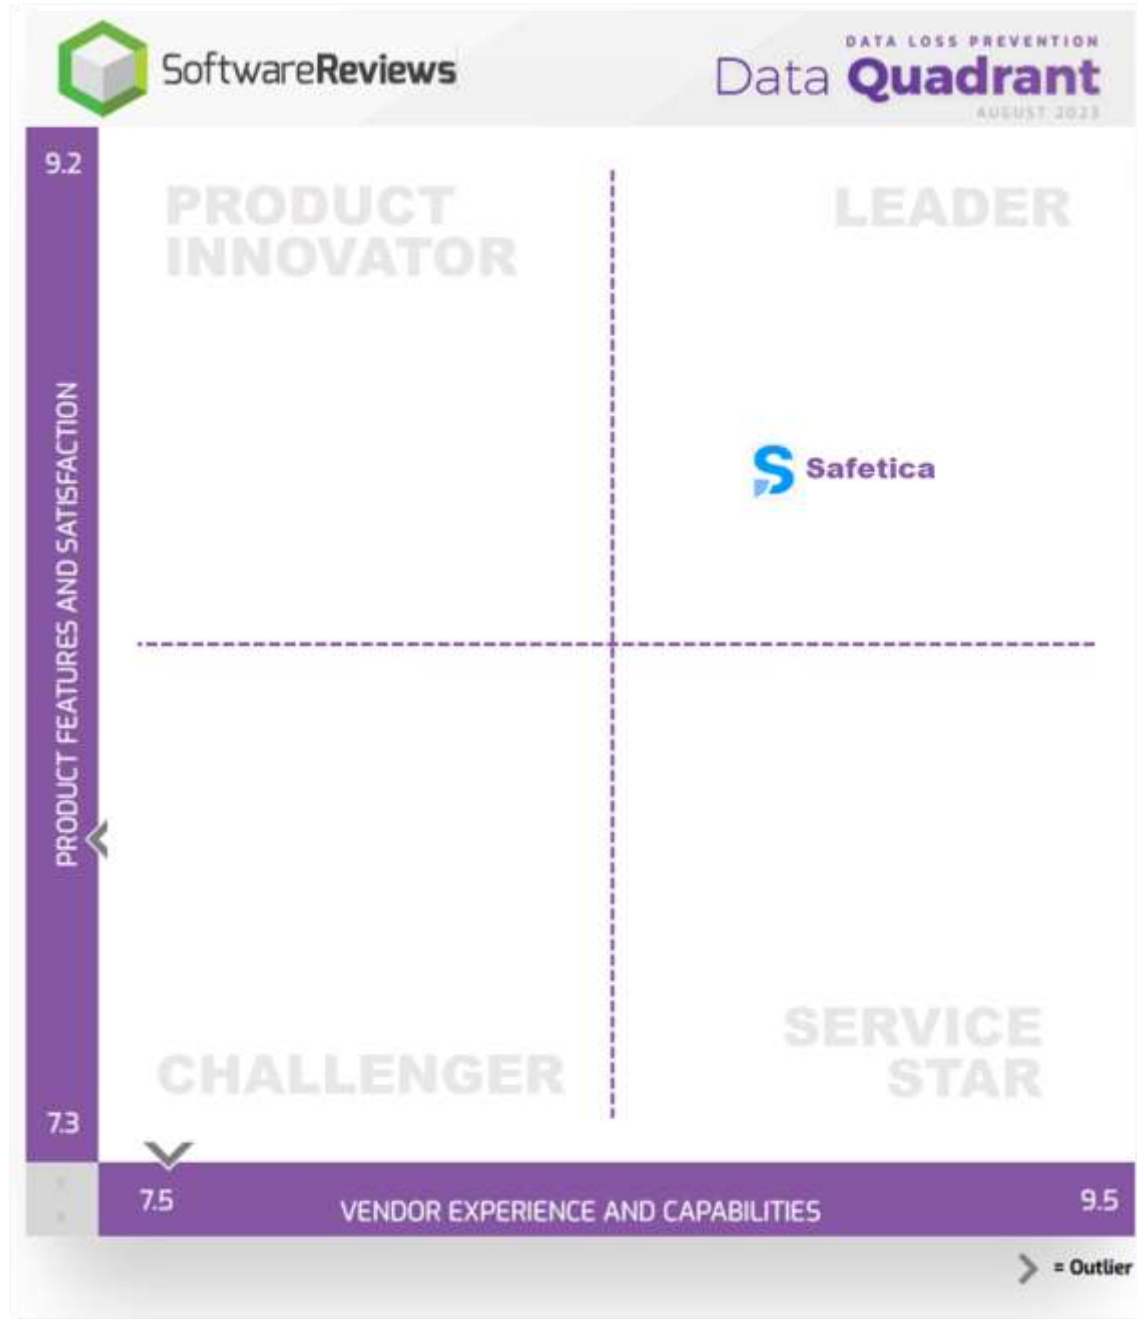 SoftwareReviews
DATA LOSS PREVENTION
Data Quadrant
AUGUST 2023
9.2
PRODUCT
INNOVATOR
LEADER
PRODUCT FEATURES AND SATISFACTION
Safetica
CHALLENGER
SERVICE
STAR
7.3
7.5
VENDOR EXPERIENCE AND CAPABILITIES
9.5
= Outlier